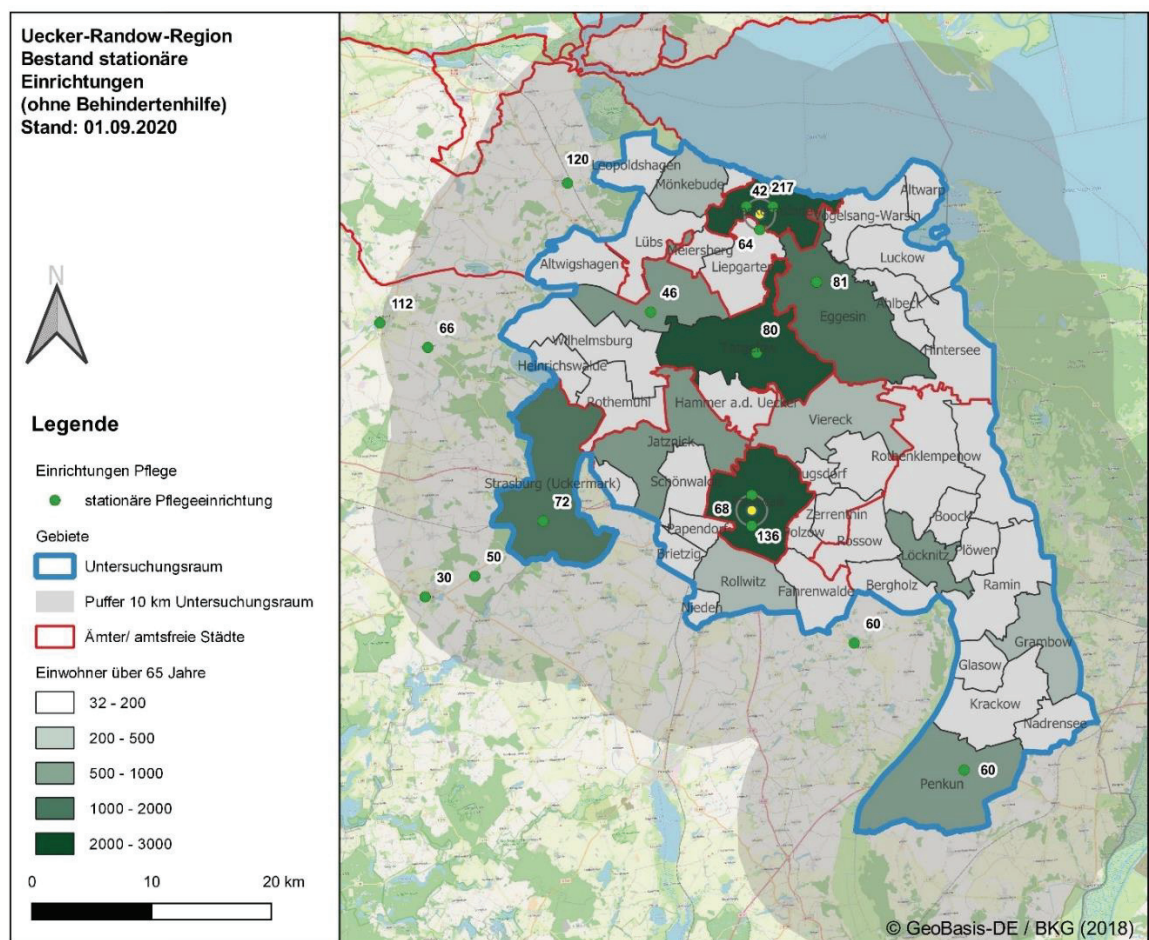 Uecker-Randow-Region
Bestand stationäre
Einrichtungen
(ohne Behindertenhilfe)
Stand: 01.09.2020
N
Legende
Einrichtungen Pflege
stationäre Pflegeeinrichtung
Gebiete
Untersuchungsraum
Puffer 10 km Untersuchungsraum
Ämter/ amtsfreie Städte
Einwohner über 65 Jahre
32 - 200
200 - 500
500 - 1000
1000 - 2000
2000 - 3000
0 10 20 km
120
Leopoldshagen
Mönkebude
42 217
Altwarp
Vogelsang-Warsin
Lübs
Meiersberg
64
Liepgarten
Luckow
Altwigshagen
46
81
Ahlbeck
Eggesin
112
66
80
Hintersee
Wilhelmsburg
Heinrichswalde
Rothemühl
Hammer a.d. Uecker
Viereck
Jatznick
Rothenklempenow
Schönwald
ugsdorf
Strasburg (Uckermark)
72
68
Zerrenthin
Boock
Papendorf
136
Polzow
Rossow
Brietzig
Löcknitz
Plöwen
50
30
Rollwitz
Fahrenwalde
Bergholz
Ramin
Nieden
60
Grambow
Glasow
Krackow
Nadrensee
60
Penkun
© GeoBasis-DE / BKG (2018)